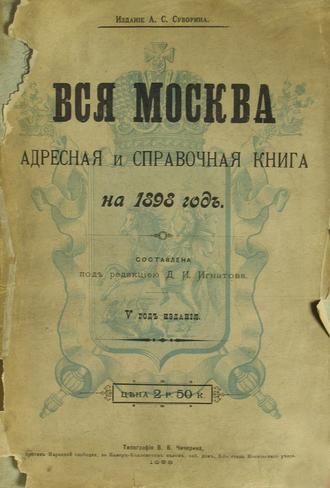 Изданіе А. С. Суворина.
ВСЯ МОСКВА
АДРЕСНАЯ и СПРАВОЧНАЯ КНИГА
на 1898 годъ.
СОСТАВЛЕНА
подъ редакціею Д. И. Игнатова.
V годъ изданія.
ЦѢНА 2 р. 50 к.
Типографія В. В. Чичерина,
1898